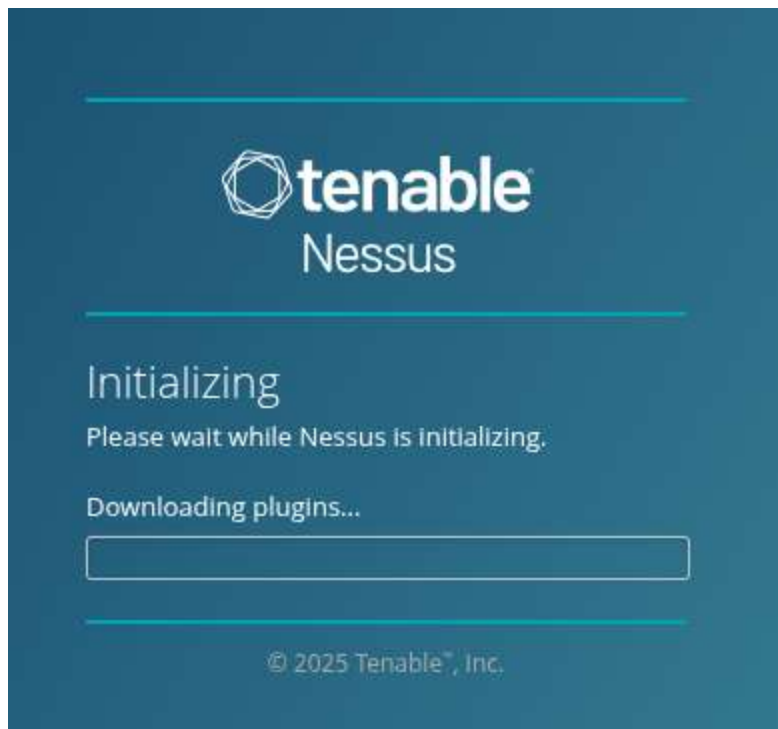 tenable
Nessus
Initializing
Please wait while Nessus is initializing.
Downloading plugins...
© 2025 Tenable™, Inc.